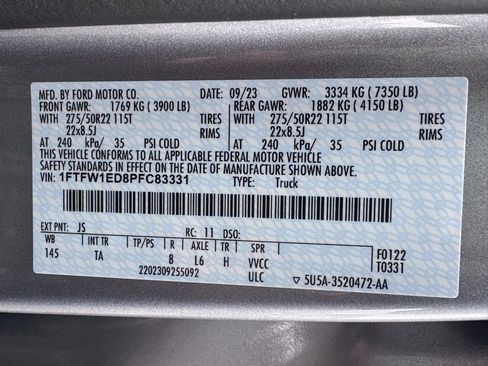 MFD. BY FORD MOTOR CO. DATE: 09/23 GVWR: 3334 KG ( 7350 LB)
FRONT GAWR: 1769 KG ( 3900 LB) REAR GAWR: 1882 KG ( 4150 LB)
WITH 275/50R22 115T TIRES WITH 275/50R22 115T TIRES
22x8.5J RIMS 22x8.5J RIMS
AT 240 kPa/ 35 PSI COLD AT 240 kPa/ 35 PSI COLD
THIS VEHICLE CONFORMS TO ALL APPLICABLE FEDERAL MOTOR VEHICLE
SAFETY STANDARDS IN EFFECT ON THE DATE OF MANUFACTURE SHOWN ABOVE.
1FTFW1ED8PFC83331 TYPE: Truck
EXT PNT: JS RC: 11 DSO: F0122
WB INT TR TP/PS R AXLE TR SPR T0331
145 TA 8 L6 H VVCC
2202309255092 ULC 5U5A-3520472-AA